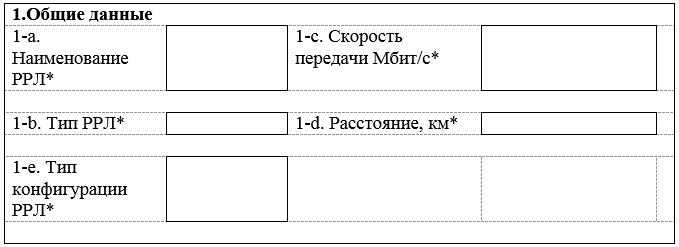 1.Общие данные
1-a.
Наименование
РРЛ*
1-c. Скорость
передачи Мбит/с*
1-b. Тип РРЛ*
1-d. Расстояние, км*
1-e. Тип
конфигурации
РРЛ*